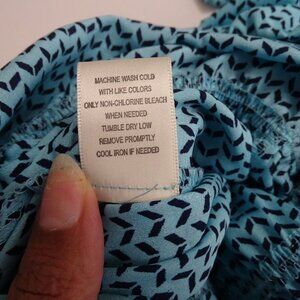 MACHINE WASH COLD
WITH LIKE COLORS
ONLY NON-CHLORINE BLEACH
WHEN NEEDED
TUMBLE DRY LOW
REMOVE PROMPTLY
COOL IRON IF NEEDED